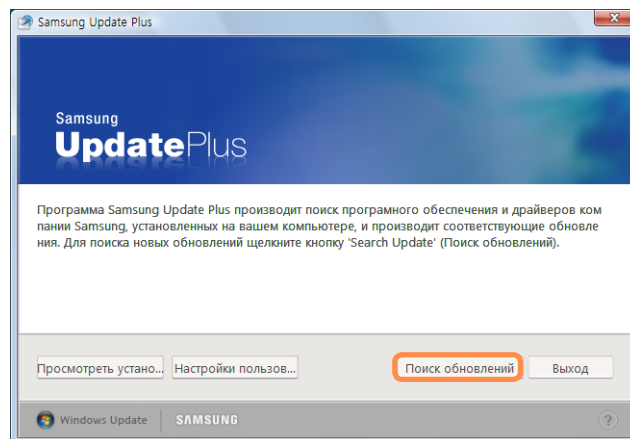 Samsung Update Plus
Samsung
UpdatePlus
Программа Samsung Update Plus производит поиск програмного обеспечения и драйверов ком
пании Samsung, установленных на вашем компьютере, и производит соответствующие обновле
ния. Для поиска новых обновлений щелкните кнопку 'Search Update' (Поиск обновлений).
Просмотреть устано... Настройки пользов... Поиск обновлений Выход
Windows Update SAMSUNG ?